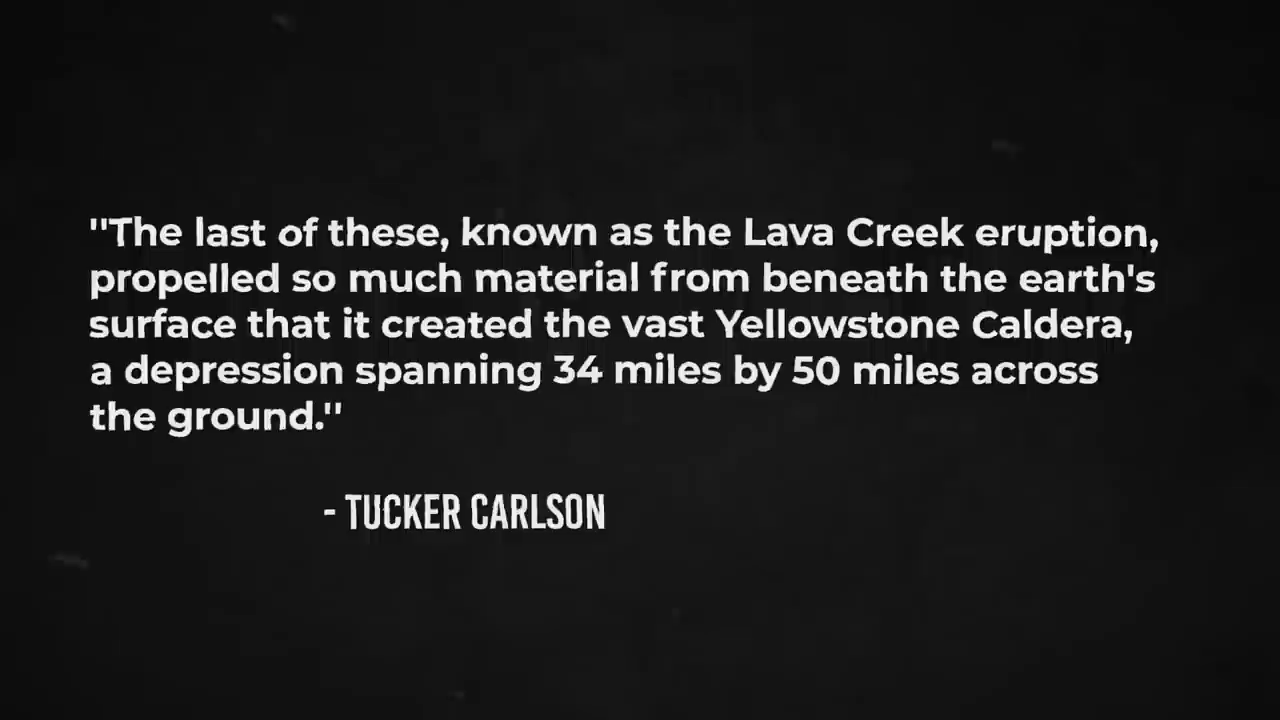 "The last of these, known as the Lava Creek eruption,
propelled so much material from beneath the earth's
surface that it created the vast Yellowstone Caldera,
a depression spanning 34 miles by 50 miles across
the ground."
- TUCKER CARLSON